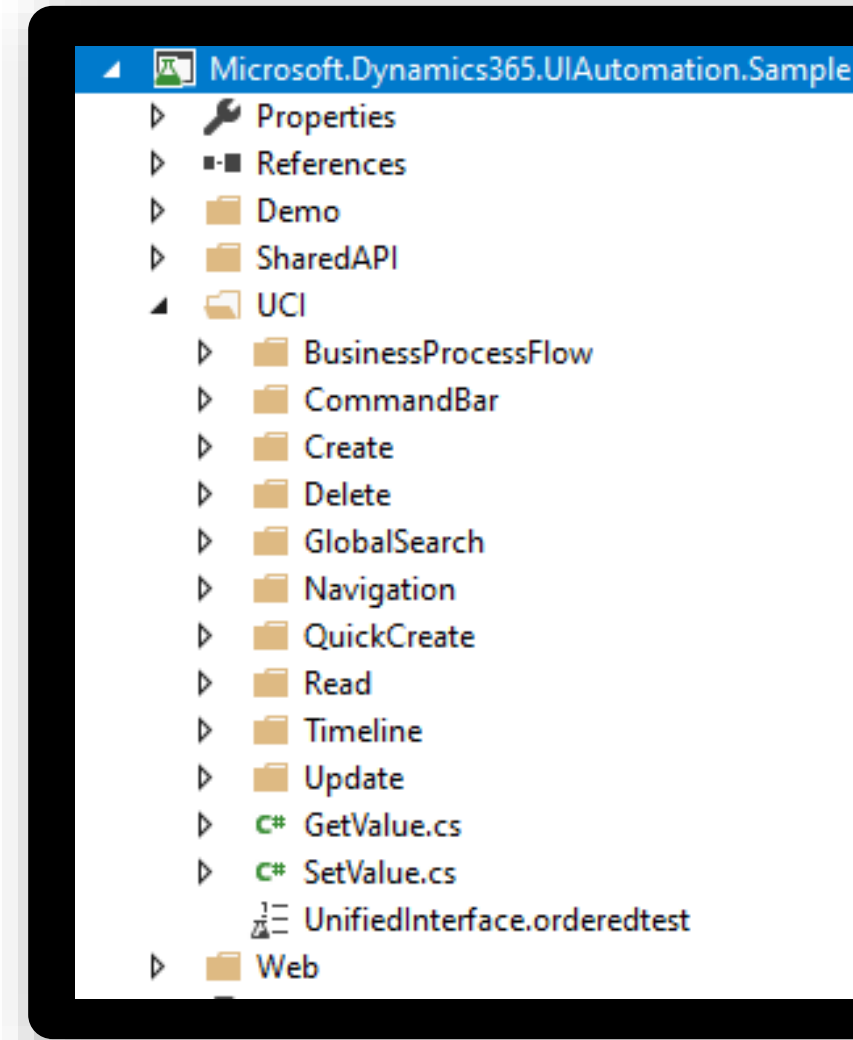 Microsoft.Dynamics365.UIAutomation.Sample
Properties
References
Demo
SharedAPI
UCI
BusinessProcessFlow
CommandBar
Create
Delete
GlobalSearch
Navigation
QuickCreate
Read
Timeline
Update
C# GetValue.cs
C# SetValue.cs
UnifiedInterface.orderedtest
Web